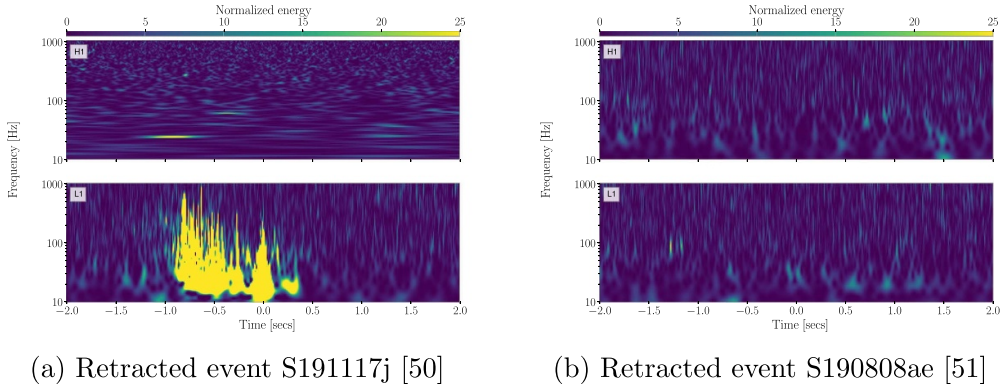 Normalized energy
0 5 10 15 20 25
H1
1000
100
10
Frequency [Hz]
L1
1000
100
10
−2.0 −1.5 −1.0 −0.5 0.0 0.5 1.0 1.5 2.0
Time [secs]
(a) Retracted event S191117j [50]
Normalized energy
0 5 10 15 20 25
H1
1000
100
10
Frequency [Hz]
L1
1000
100
10
−2.0 −1.5 −1.0 −0.5 0.0 0.5 1.0 1.5 2.0
Time [secs]
(b) Retracted event S190808ae [51]